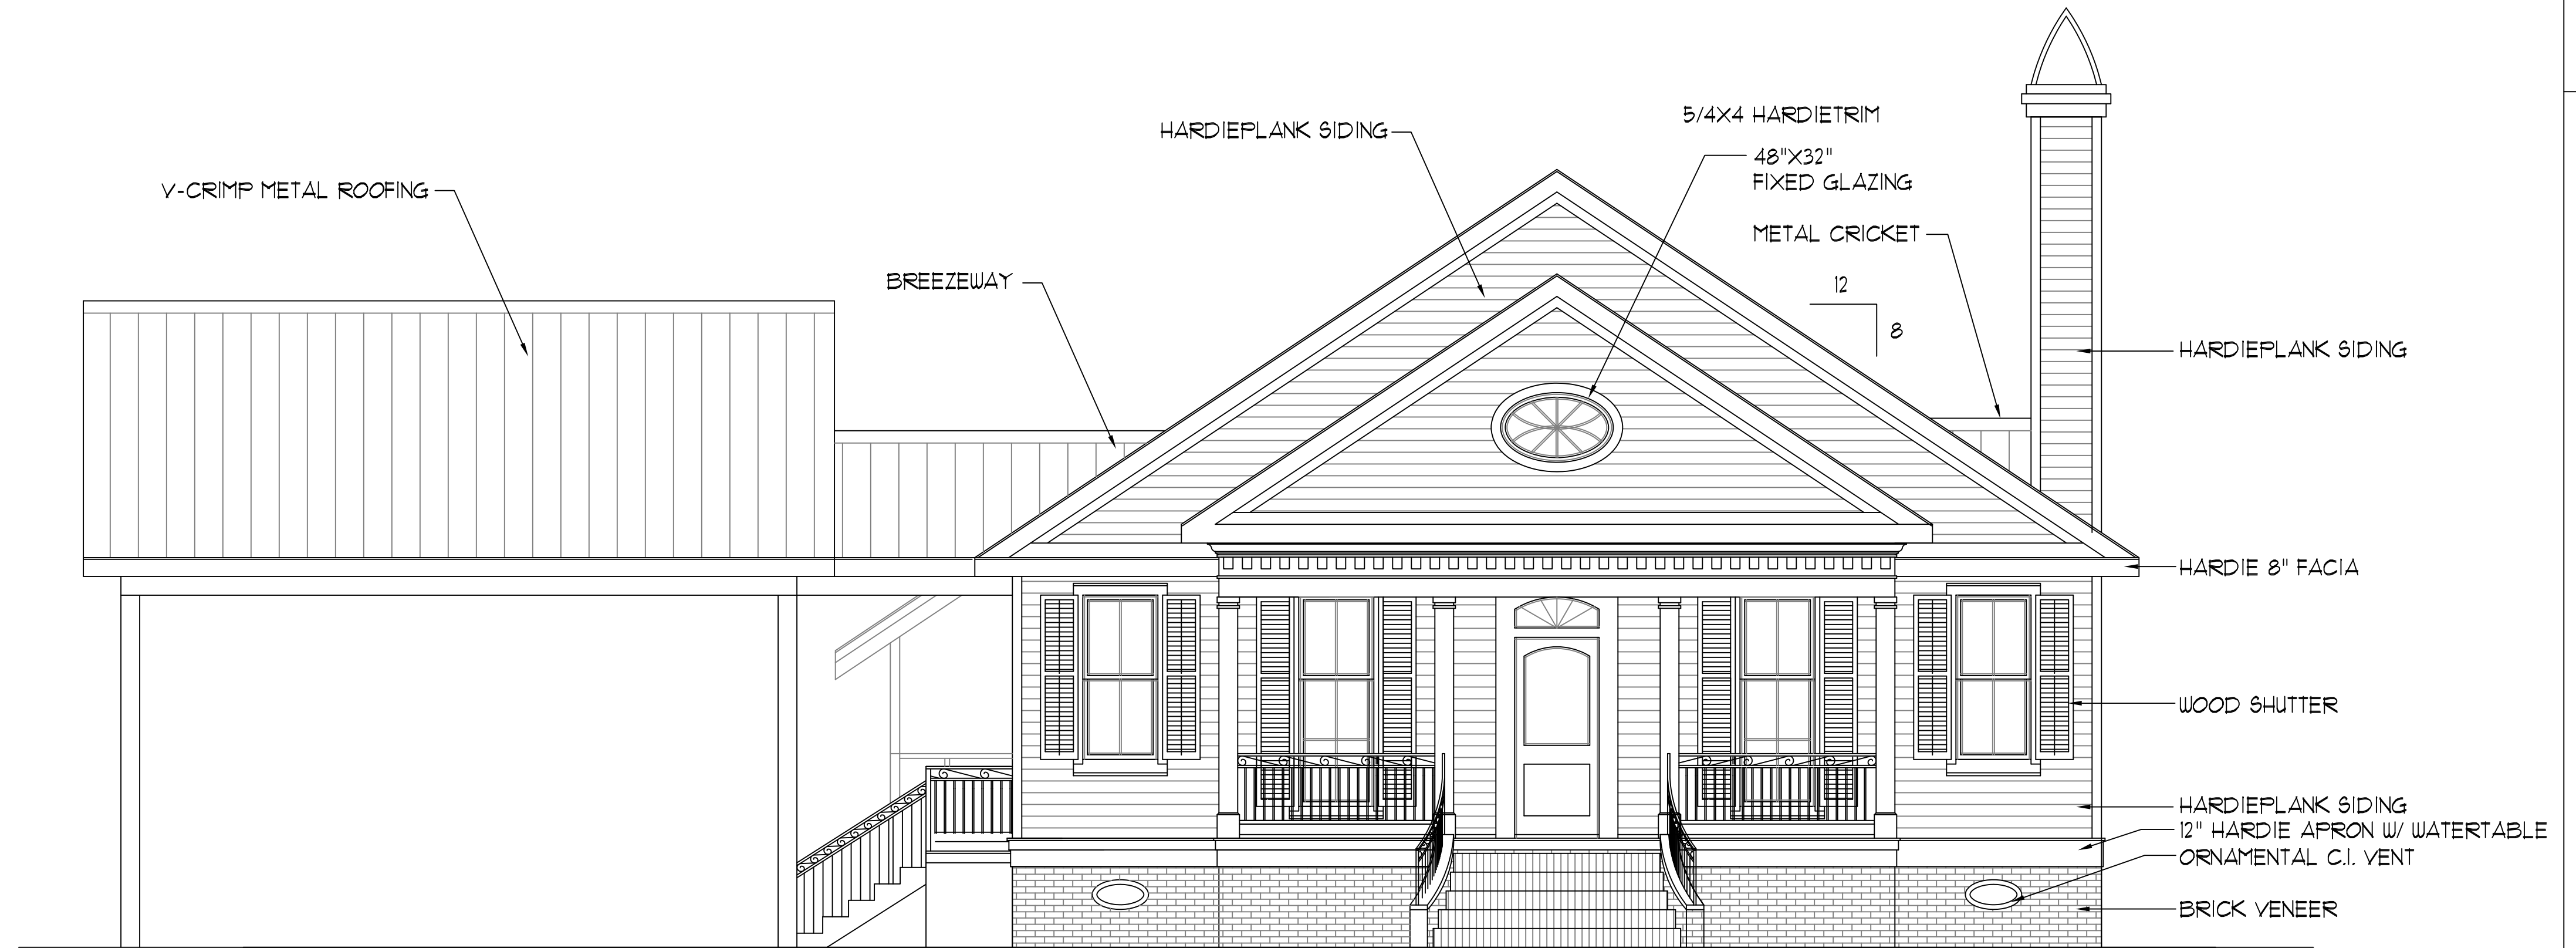 5/4X4 HARDIETRIM
HARDIEPLANK SIDING
48"X32"
FIXED GLAZING
V-CRIMP METAL ROOFING
METAL CRICKET
BREEZEWAY
12
8
HARDIEPLANK SIDING
HARDIE 8" FACIA
WOOD SHUTTER
HARDIEPLANK SIDING
12" HARDIE APRON W/ WATERTABLE
ORNAMENTAL C.I. VENT
BRICK VENEER